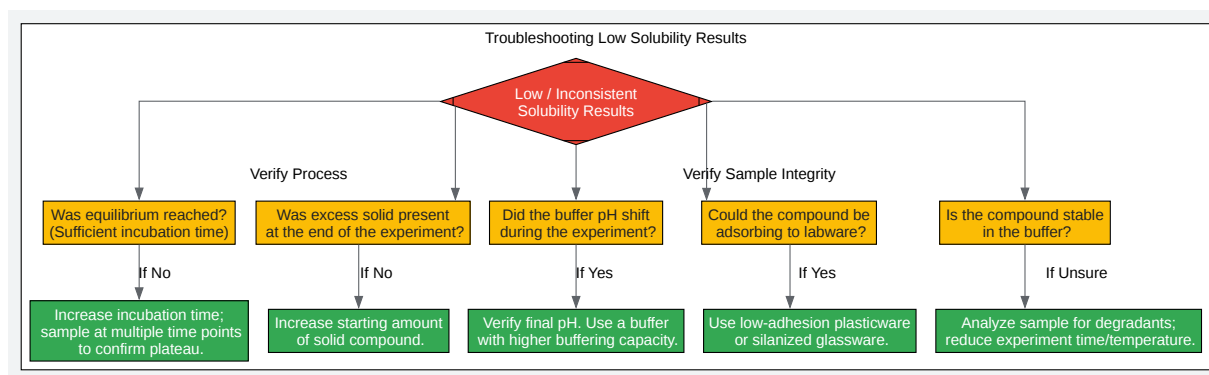 Troubleshooting Low Solubility Results
Low / Inconsistent
Solubility Results
Verify Process
Verify Sample Integrity
Was equilibrium reached?
(Sufficient incubation time)
Was excess solid present
at the end of the experiment?
Did the buffer pH shift
during the experiment?
Could the compound be
adsorbing to labware?
Is the compound stable
in the buffer?
If No
If No
If Yes
If Yes
If Unsure
Increase incubation time;
sample at multiple time points
to confirm plateau.
Increase starting amount
of solid compound.
Verify final pH. Use a buffer
with higher buffering capacity.
Use low-adhesion plasticware
or silanized glassware.
Analyze sample for degradants;
reduce experiment time/temperature.